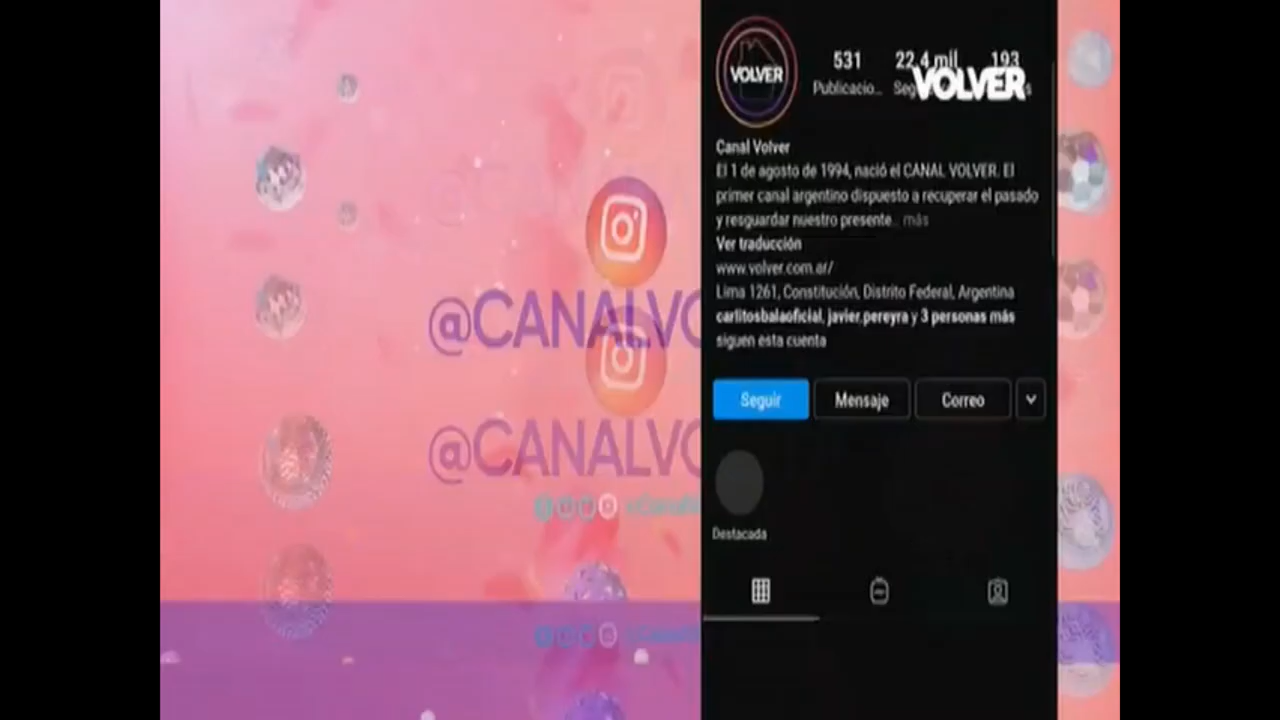 VOLVER
531 22,4 mil 193
Publicacio...
VOLVER
Canal Volver
El 1 de agosto de 1994, nació el CANAL VOLVER. El
primer canal argentino dispuesto a recuperar el pasado
y resguardar nuestro presente... más
Ver traducción
www.volver.com.ar/
Lima 1261, Constitución, Distrito Federal, Argentina
carlitosbalaoficial, javier.pereyra y 3 personas más
siguen esta cuenta
Seguir Mensaje Correo
Destacada
@CANALVO
@CANALVO